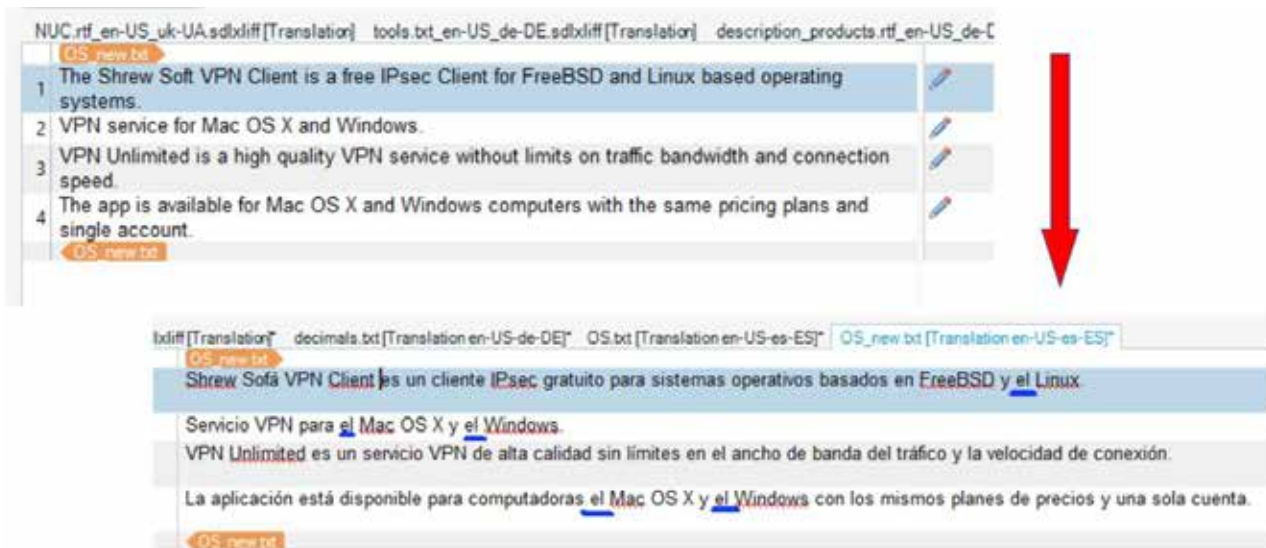 NUC.rtf_en-US_uk-UA.sdlxliff [Translation] tools.txt_en-US_de-DE.sdlxliff [Translation] description_products.rtf_en-US_de-D
OS_new.txt
1 The Shrew Soft VPN Client is a free IPsec Client for FreeBSD and Linux based operating
systems.
2 VPN service for Mac OS X and Windows.
3 VPN Unlimited is a high quality VPN service without limits on traffic bandwidth and connection
speed.
4 The app is available for Mac OS X and Windows computers with the same pricing plans and
single account.
OS_new.txt
lxliff [Translation]* decimals.txt [Translation en-US-de-DE]* OS.txt [Translation en-US-es-ES]* OS_new.txt [Translation en-US-es-ES]*
OS_new.txt
Shrew Sofá VPN Client es un cliente IPsec gratuito para sistemas operativos basados en FreeBSD y el Linux.
Servicio VPN para el Mac OS X y el Windows.
VPN Unlimited es un servicio VPN de alta calidad sin límites en el ancho de banda del tráfico y la velocidad de conexión.
La aplicación está disponible para computadoras el Mac OS X y el Windows con los mismos planes de precios y una sola cuenta.
OS_new.txt